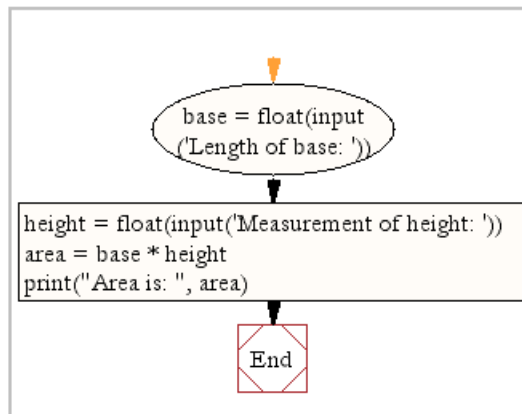 base = float(input
('Length of base: '))
height = float(input('Measurement of height: '))
area = base * height
print("Area is: ", area)
End